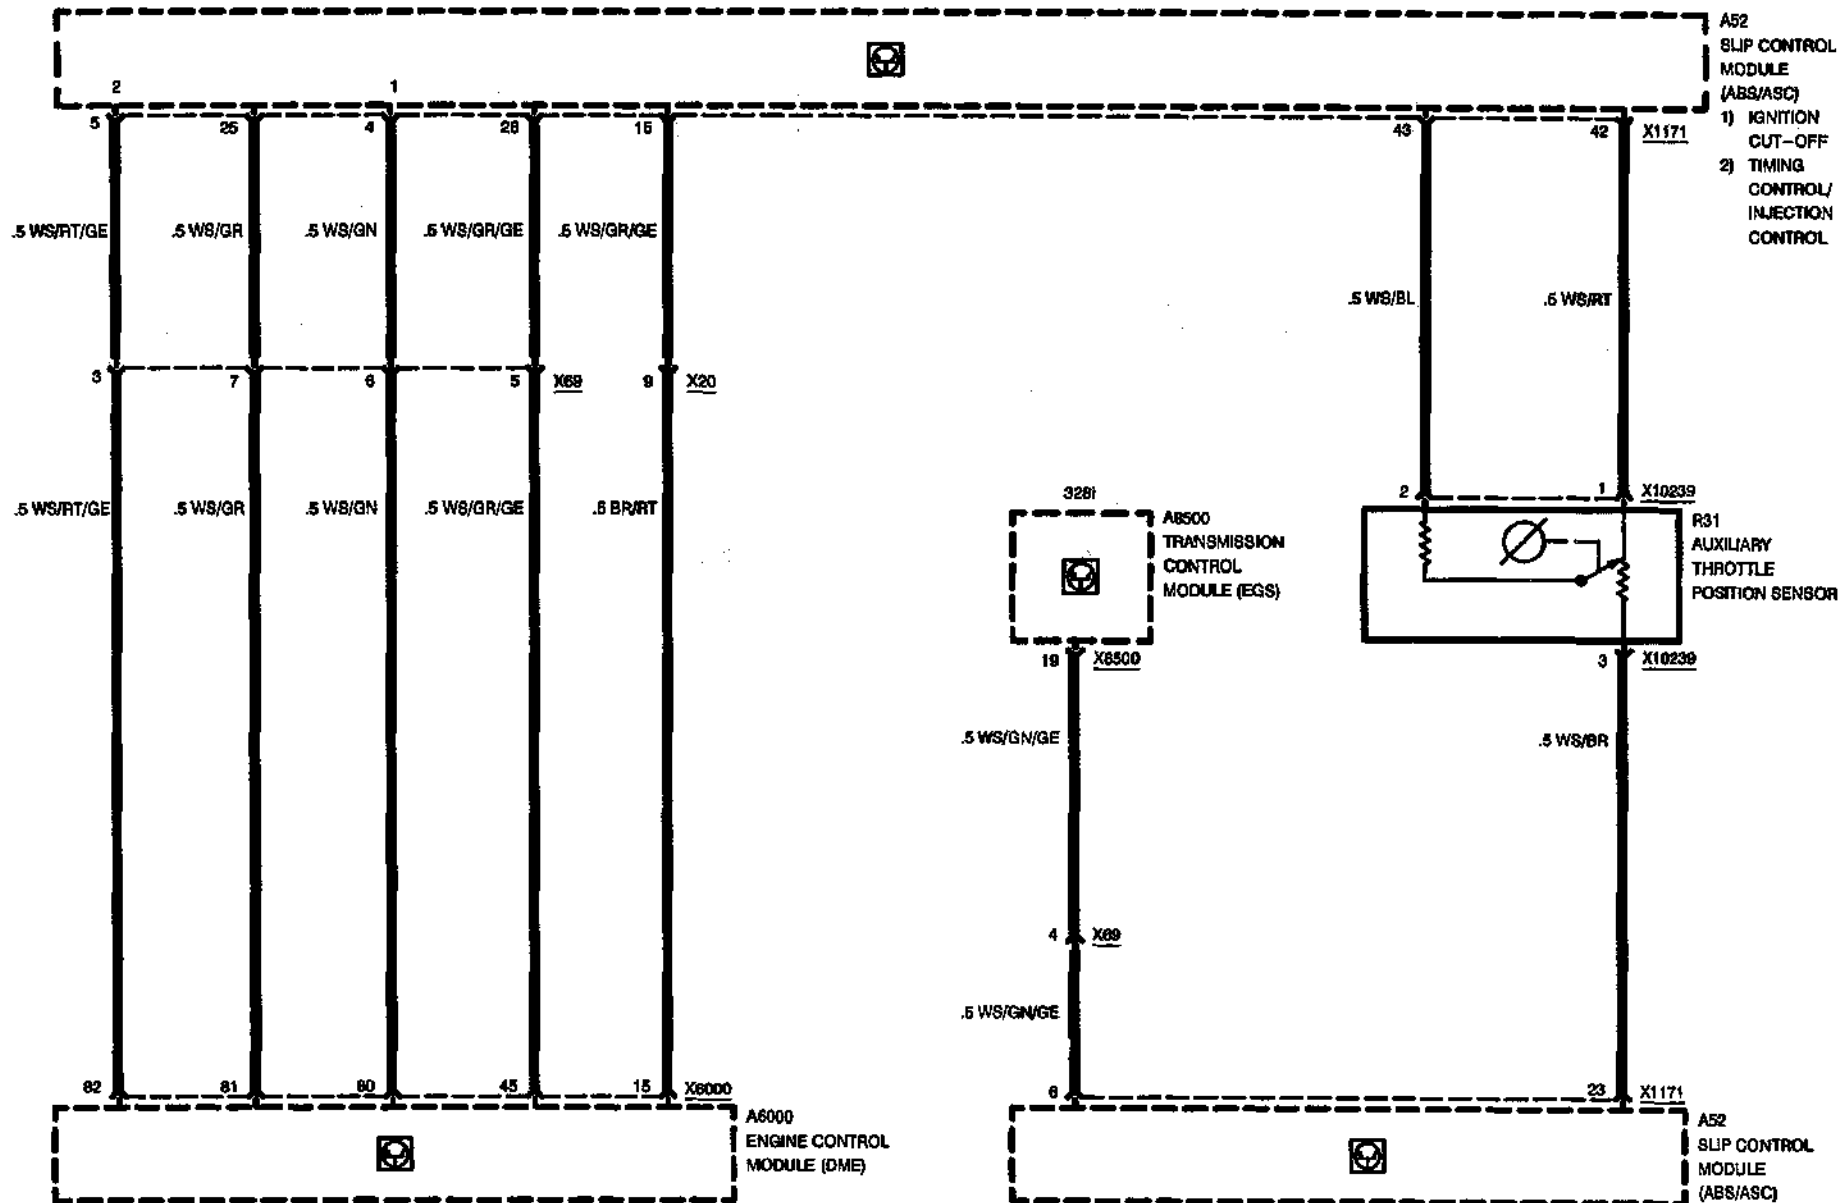 A52
SLIP CONTROL
MODULE
(ABS/ASC)
1) IGNITION
CUT-OFF
2) TIMING
CONTROL/
INJECTION
CONTROL
2 1
5 25 4 28 15 43 42 X1171
.5 WS/RT/GE .5 WS/GR .5 WS/GN .5 WS/GR/GE .5 WS/GR/GE
.5 WS/BL .5 WS/RT
3 7 6 5 X69 9 X20
.5 WS/RT/GE .5 WS/GR .5 WS/GN .5 WS/GR/GE .5 BR/RT
2 1 X10239
328i
A8500
TRANSMISSION
CONTROL
MODULE (EGS)
R31
AUXILIARY
THROTTLE
POSITION SENSOR
19 X8500
3 X10239
.5 WS/GN/GE .5 WS/BR
4 X69
.5 WS/GN/GE
82 81 80 45 15 X6000
6 23 X1171
A6000
ENGINE CONTROL
MODULE (DME)
A52
SLIP CONTROL
MODULE
(ABS/ASC)